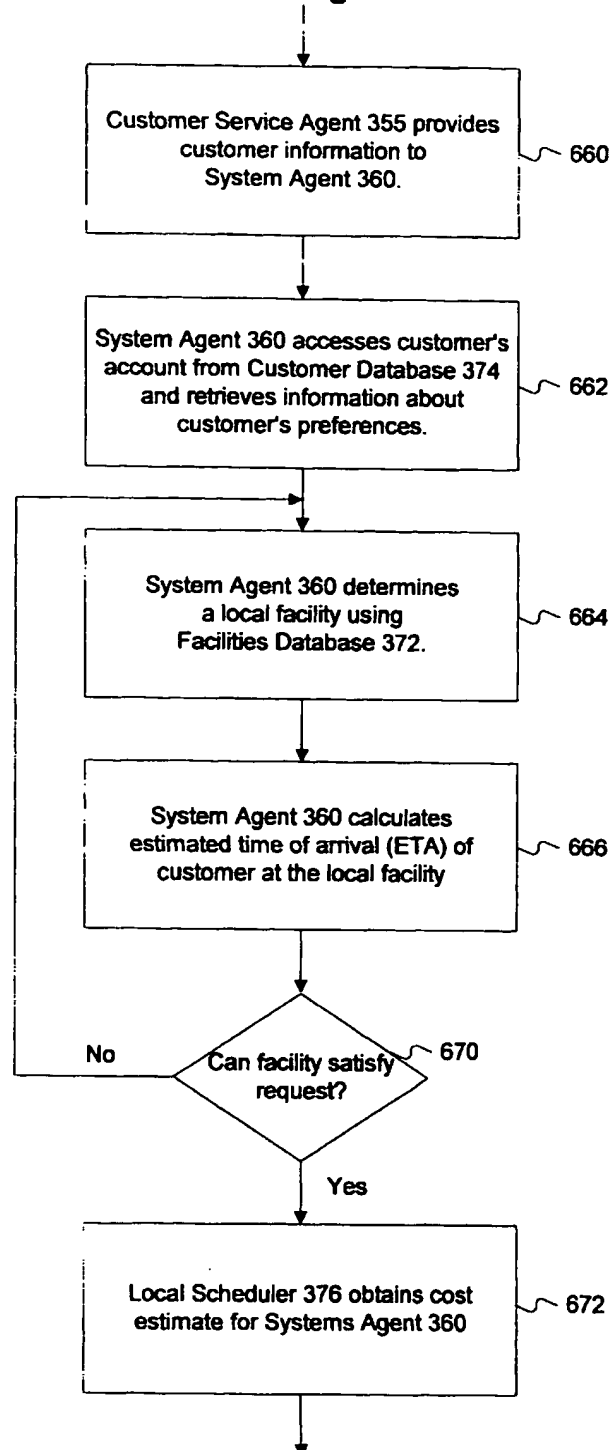 Customer Service Agent 355 provides
customer information to
System Agent 360.
660
System Agent 360 accesses customer's
account from Customer Database 374
and retrieves information about
customer's preferences.
662
System Agent 360 determines
a local facility using
Facilities Database 372.
664
System Agent 360 calculates
estimated time of arrival (ETA) of
customer at the local facility
666
No
Can facility satisfy
request?
670
Yes
Local Scheduler 376 obtains cost
estimate for Systems Agent 360
672